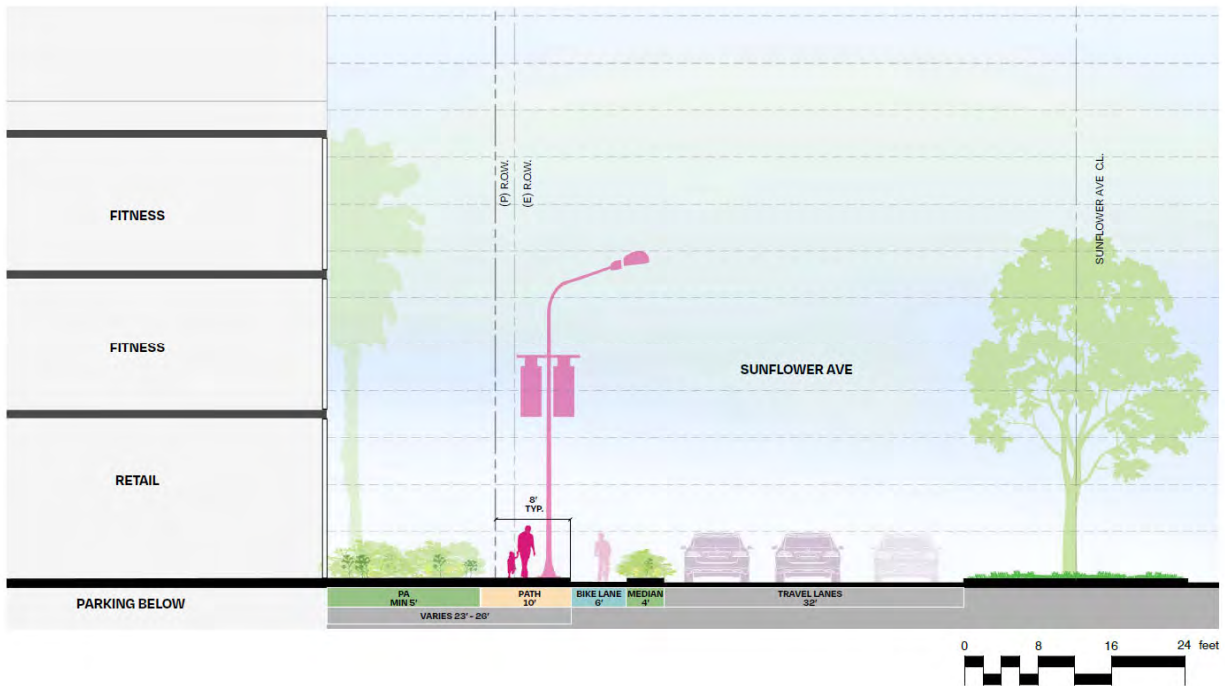 FITNESS
FITNESS
RETAIL
PARKING BELOW
(P) R.O.W.
(E) R.O.W.
SUNFLOWER AVE C.L.
SUNFLOWER AVE
8'
TYP.
PA
MIN 5'
PATH
10'
BIKE LANE
6'
MEDIAN
4'
TRAVEL LANES
32'
VARIES 23' - 26'
0 8 16 24 feet